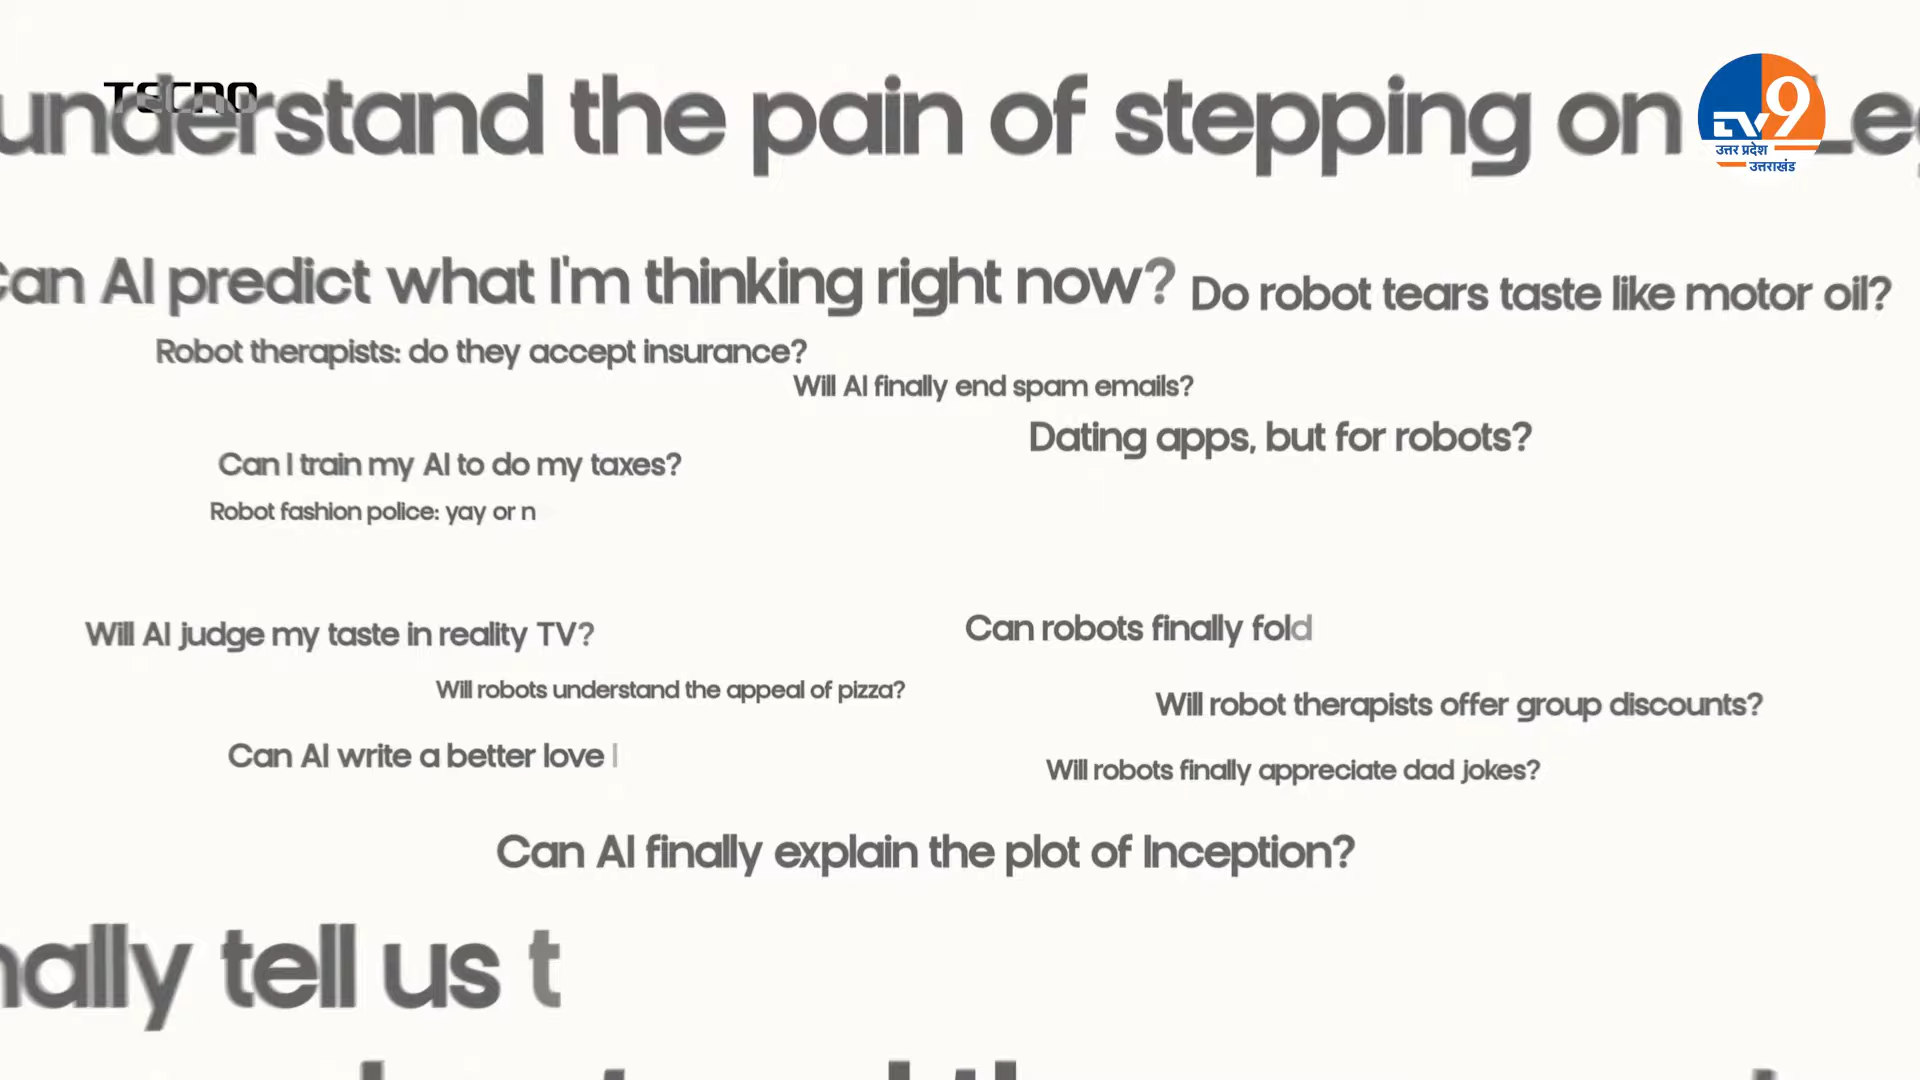 TECNO
understand the pain of stepping on Leg
tv9
उत्तर प्रदेश
उत्तराखंड
Can AI predict what I'm thinking right now?
Do robot tears taste like motor oil?
Robot therapists: do they accept insurance?
Will AI finally end spam emails?
Dating apps, but for robots?
Can I train my AI to do my taxes?
Robot fashion police: yay or n
Will AI judge my taste in reality TV?
Can robots finally fold
Will robots understand the appeal of pizza?
Will robot therapists offer group discounts?
Can AI write a better love l
Will robots finally appreciate dad jokes?
Can AI finally explain the plot of Inception?
nally tell us t